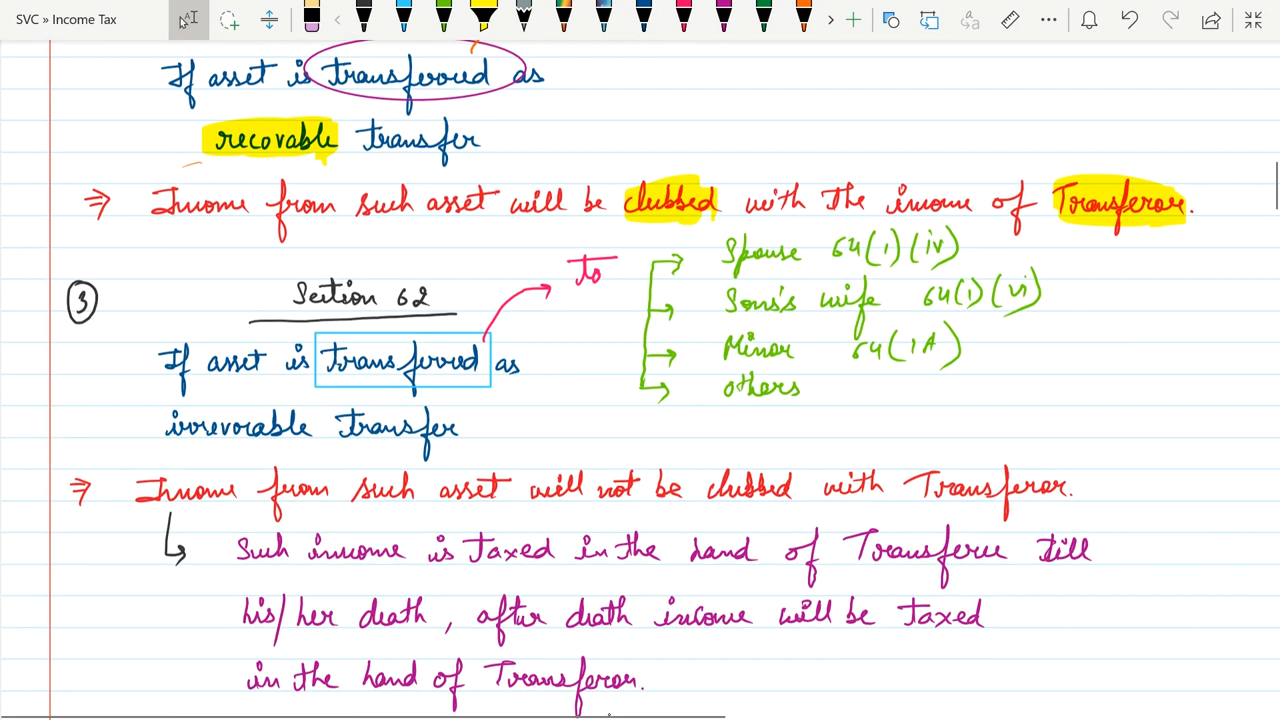 SVC » Income Tax
If asset is transferred as
recovable transfer
⇒ Income from such asset will be clubbed with the income of Transferor.
③ Section 62
To
Spouse 64(1)(iv)
Sons's wife 64(1)(vi)
Minor 64(1A)
others
If asset is transferred as
irrevocable transfer
⇒ Income from such asset will not be clubbed with Transferor.
Such income is taxed in the hand of Transferee till
his/her death, after death income will be taxed
in the hand of Transferor.